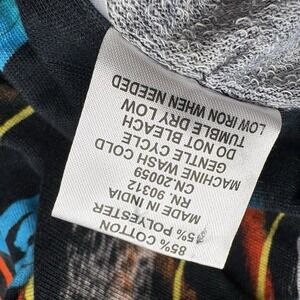 85% COTTON
5% POLYESTER
MADE IN INDIA
RN. 90312
CN.20059
MACHINE WASH COLD
GENTLE CYCLE
DO NOT BLEACH
TUMBLE DRY LOW
LOW IRON WHEN NEEDED